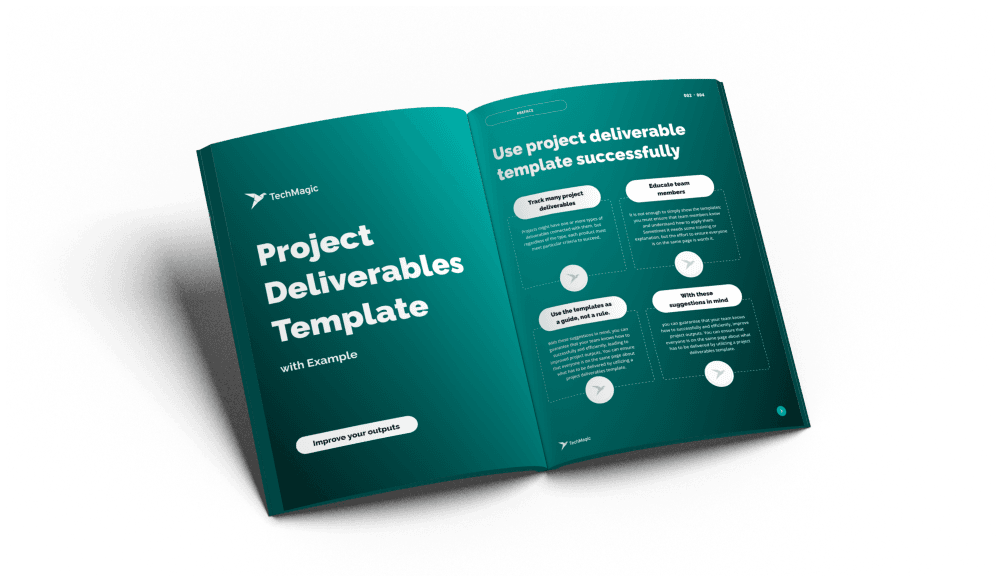 TechMagic
Project
Deliverables
Template
with Example
Improve your outputs
PREFACE
002 - 004
Use project deliverable
template successfully
Track many project
deliverables
Projects might have one or more types of
deliverables connected with them, but
regardless of the type, each product must
meet particular criteria to succeed.
Educate team
members
It is not enough to simply show the templates;
you must ensure that team members know
and understand how to apply them.
Sometimes it needs some training or
explanation, but the effort to ensure everyone
is on the same page is worth it.
Use the templates as
a guide, not a rule.
With these suggestions in mind, you can
guarantee that your team knows how to
successfully and efficiently, leading to
improved project outputs. You can ensure
that everyone is on the same page about
what has to be delivered by utilizing a
project deliverables template.
With these
suggestions in mind
you can guarantee that your team knows
how to successfully and efficiently, improve
project outputs. You can ensure that
everyone is on the same page about what
has to be delivered by utilizing a project
deliverables template.
TechMagic